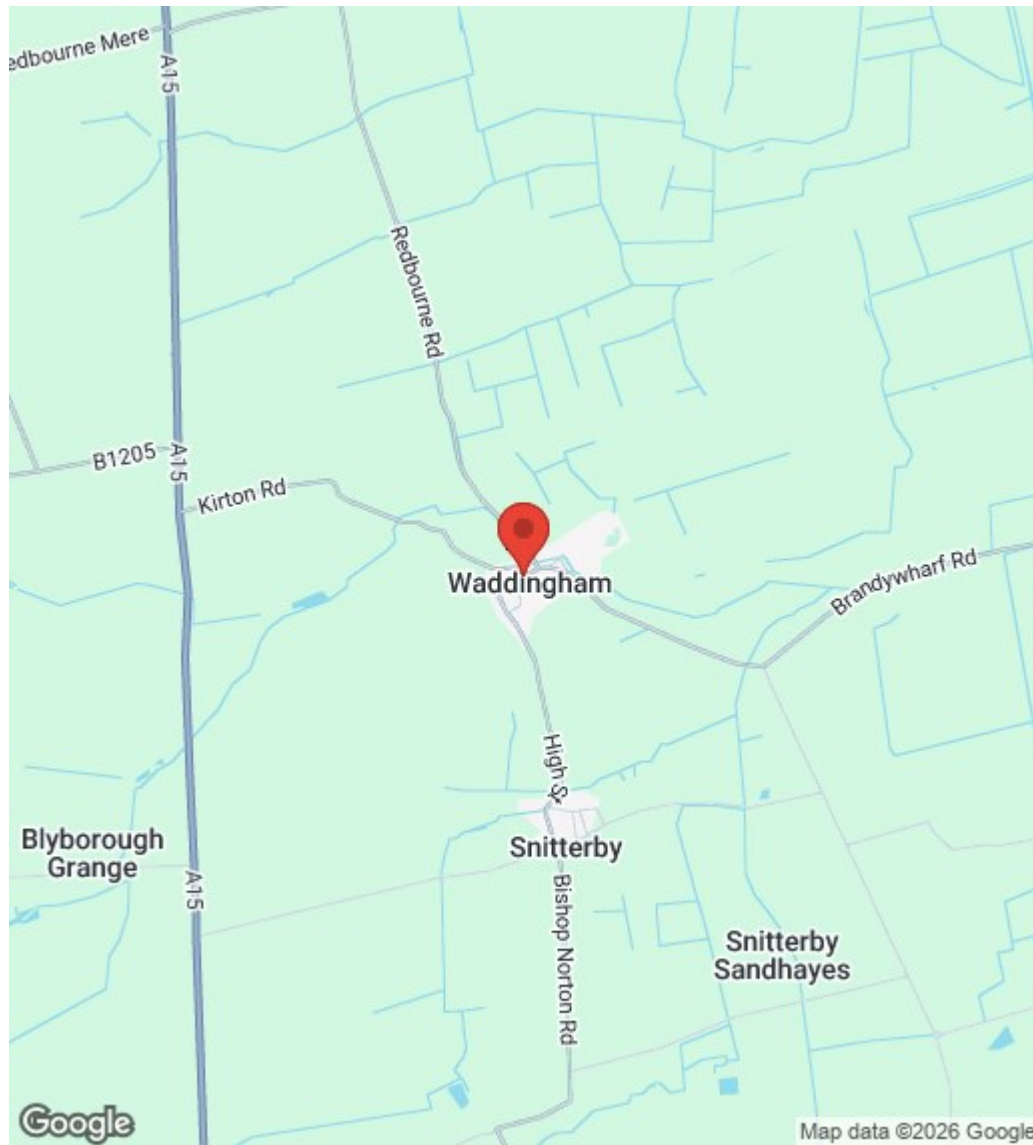 edbourne Mere
A15
Redbourne Rd
B1205
A15
Kirton Rd
Waddingham
Brandywharf Rd
High St
Snitterby
Blyborough
Grange
A15
Bishop Norton Rd
Snitterby
Sandhayes
Google
Map data ©2026 Google